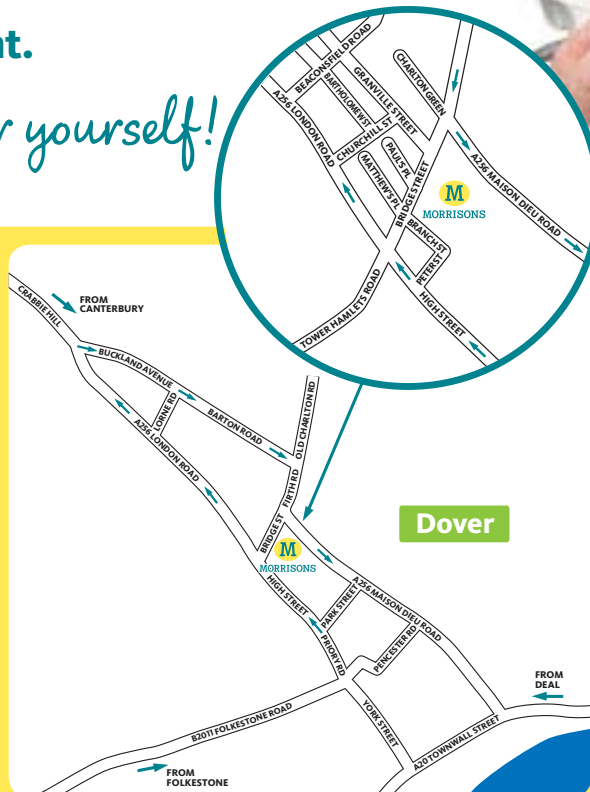 nt.
r yourself!
BEACONSFIELD ROAD
A256 LONDON ROAD
BARTHOLOMEW ST
GRANVILLE STREET
CHARLTON GREEN
CHURCHILL ST
PAULS PL
MATTHEW'S PL
BRIDGE STREET
A256 MAISON DIEU ROAD
M
MORRISONS
BRANCH ST
PETER ST
TOWER HAMLETS ROAD
HIGH STREET
CRABBIE HILL
FROM
CANTERBURY
BUCKLAND AVENUE
LORNE RD
BARTON ROAD
OLD CHARLTON RD
A256 LONDON ROAD
FIRTH RD
BRIDGE ST
Dover
M
MORRISONS
HIGH STREET
PARK STREET
A256 MAISON DIEU ROAD
PRIORY RD
PENCESTER RD
FROM
DEAL
B2011 FOLKESTONE ROAD
YORK STREET
A20 TOWNWALL STREET
FROM
FOLKESTONE